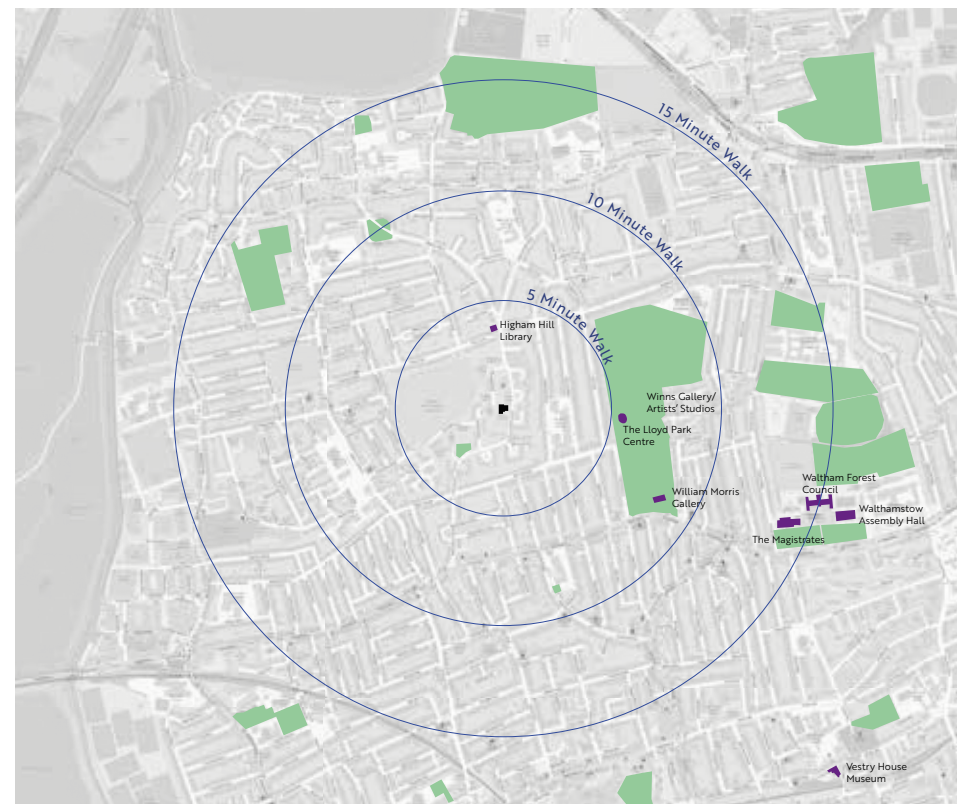 15 Minute Walk
10 Minute Walk
5 Minute Walk
Higham Hill
Library
Winns Gallery/
Artists' Studios
The Lloyd Park
Centre
William Morris
Gallery
Waltham Forest
Council
Walthamstow
Assembly Hall
The Magistrates
Vestry House
Museum